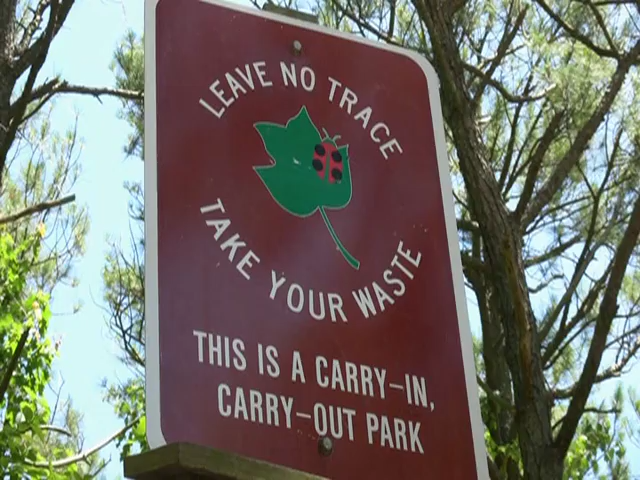 LEAVE NO TRACE
TAKE YOUR WASTE
THIS IS A CARRY-IN,
CARRY-OUT PARK